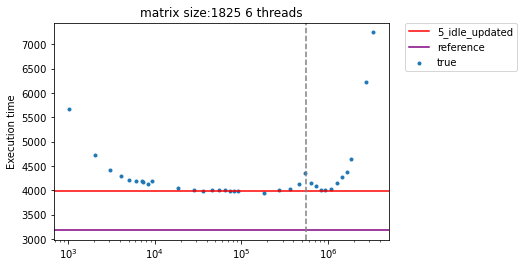 matrix size:1825 6 threads
Execution time
7000
6500
6000
5500
5000
4500
4000
3500
3000
10³
10⁴
10⁵
10⁶
5_idle_updated
reference
true